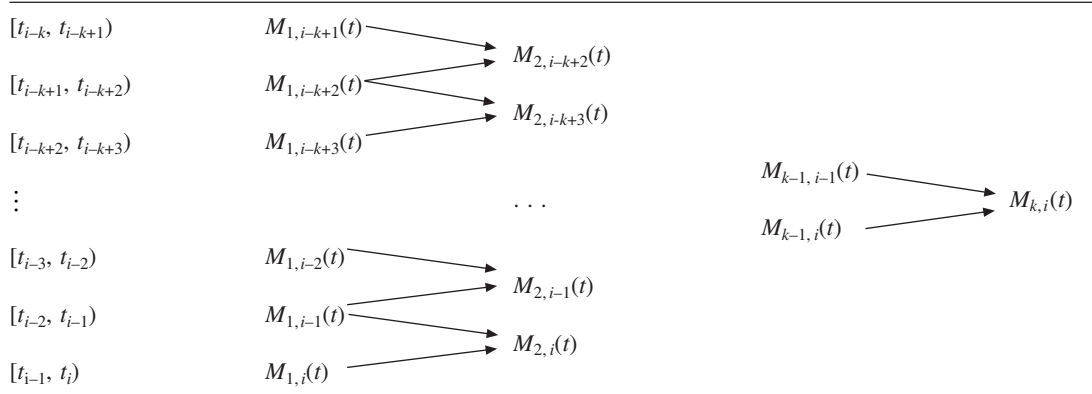 [t_{i–k}, t_{i–k+1}) M_{1,i–k+1}(t)
M_{2,i–k+2}(t)
[t_{i–k+1}, t_{i–k+2}) M_{1,i–k+2}(t)
M_{2,i-k+3}(t)
[t_{i–k+2}, t_{i–k+3}) M_{1,i–k+3}(t)
M_{k–1,i–1}(t)
⋮ . . . M_{k,i}(t)
M_{k–1,i}(t)
[t_{i–3}, t_{i–2}) M_{1,i–2}(t)
M_{2,i–1}(t)
[t_{i–2}, t_{i–1}) M_{1,i–1}(t)
M_{2,i}(t)
[t_{i–1}, t_i) M_{1,i}(t)